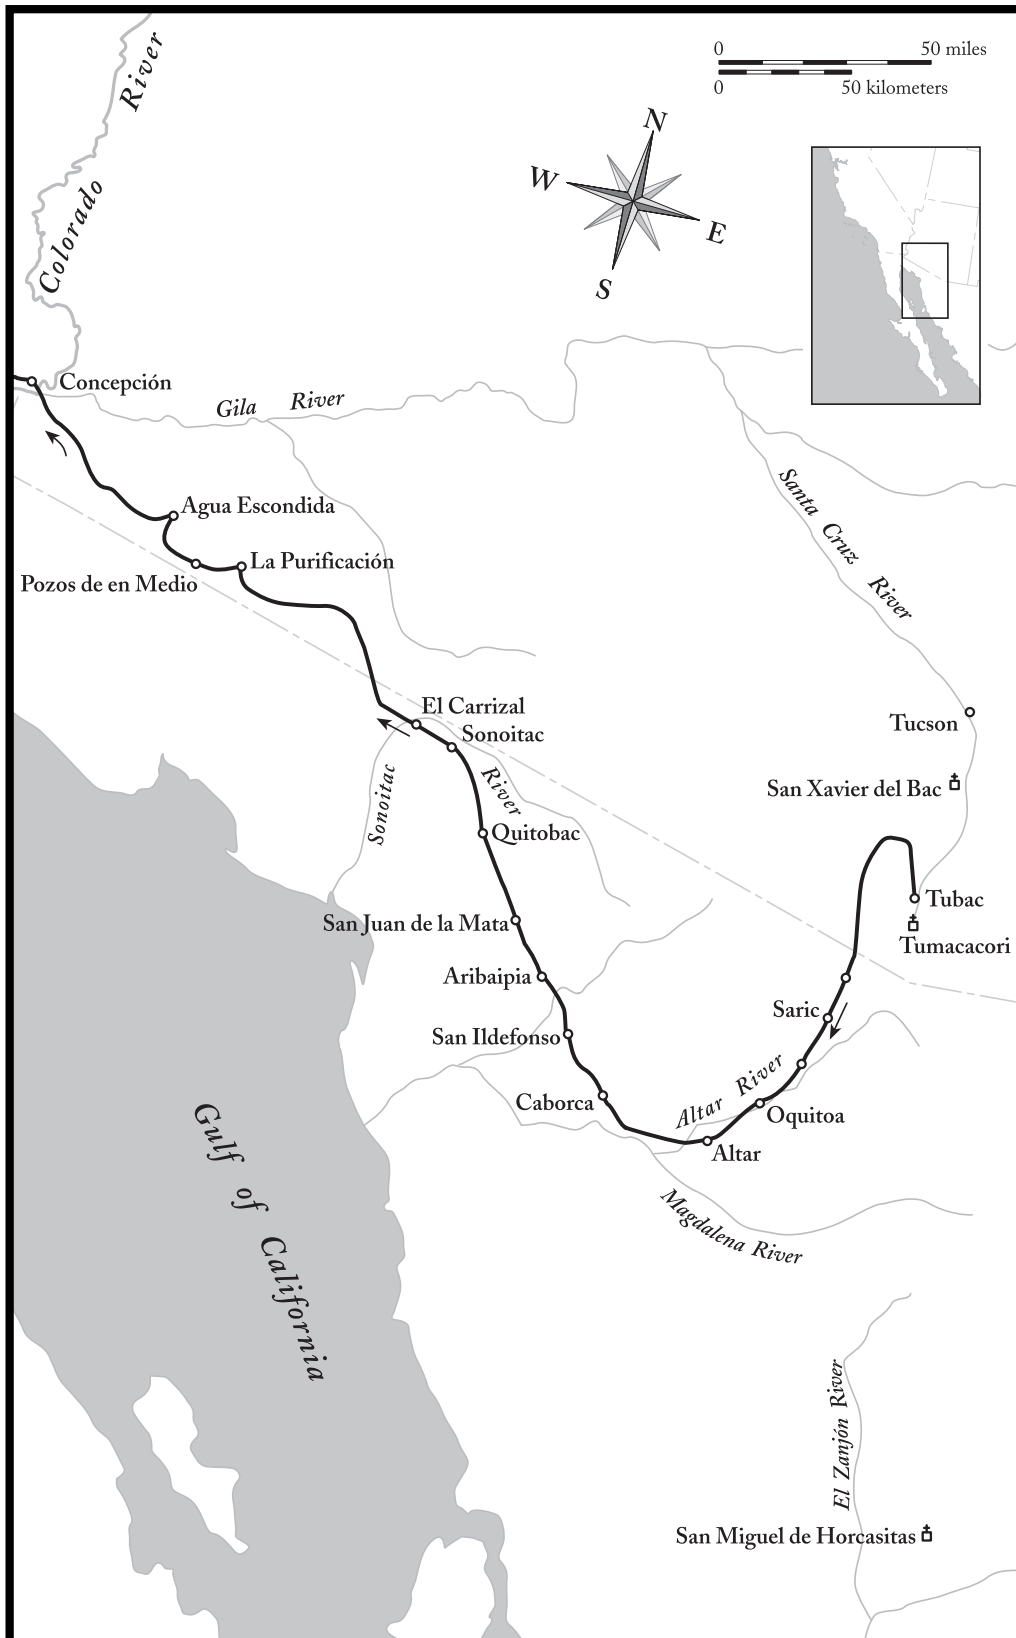 0 50 miles
0 50 kilometers
N
W
E
S
Colorado River
Concepción
Gila River
Santa Cruz River
Agua Escondida
La Purificación
Pozos de en Medio
El Carrizal
Sonoitac
Tucson
Sonoitac River
San Xavier del Bac
Quitobac
Tubac
San Juan de la Mata
Tumacacori
Aribaipia
Saric
San Ildefonso
Altar River
Caborca
Oquitoa
Altar
Magdalena River
Gulf of California
El Zanjón River
San Miguel de Horcasitas